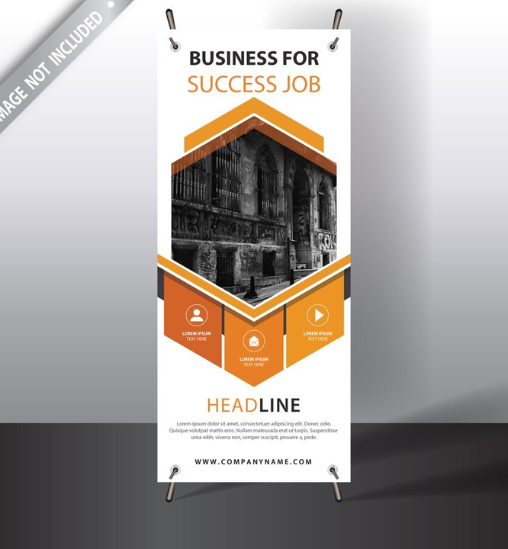 IMAGE NOT INCLUDED
BUSINESS FOR
SUCCESS JOB
LOREM IPSUM
TEXT HERE
LOREM IPSUM
TEXT HERE
LOREM IPSUM
TEXT HERE
HEADLINE
Lorem ipsum dolor sit amet, consectetuer adipiscing elit. Duis
Quisque volutpat mattis eros. Nullam malesuada erat ut turpis. Suspendisse
urna nibh, viverra non, semper suscipit, posuere a, pede.
WWW.COMPANYNAME.COM